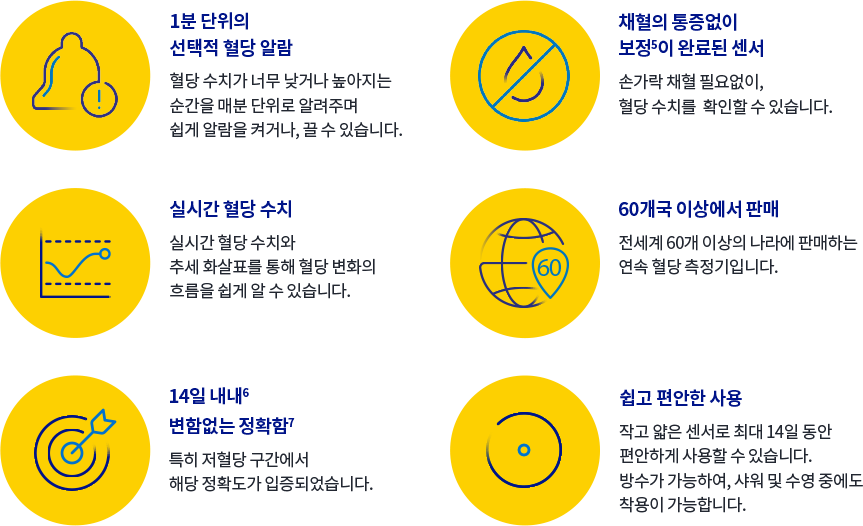 1분 단위의
선택적 혈당 알람
혈당 수치가 너무 낮거나 높아지는
순간을 매분 단위로 알려주며
쉽게 알람을 켜거나, 끌 수 있습니다.
채혈의 통증없이
보정⁵이 완료된 센서
손가락 채혈 필요없이,
혈당 수치를 확인할 수 있습니다.
실시간 혈당 수치
실시간 혈당 수치와
추세 화살표를 통해 혈당 변화의
흐름을 쉽게 알 수 있습니다.
60
60개국 이상에서 판매
전세계 60개 이상의 나라에 판매하는
연속 혈당 측정기입니다.
14일 내내⁶
변함없는 정확함⁷
특히 저혈당 구간에서
해당 정확도가 입증되었습니다.
쉽고 편안한 사용
작고 얇은 센서로 최대 14일 동안
편안하게 사용할 수 있습니다.
방수가 가능하여, 샤워 및 수영 중에도
착용이 가능합니다.